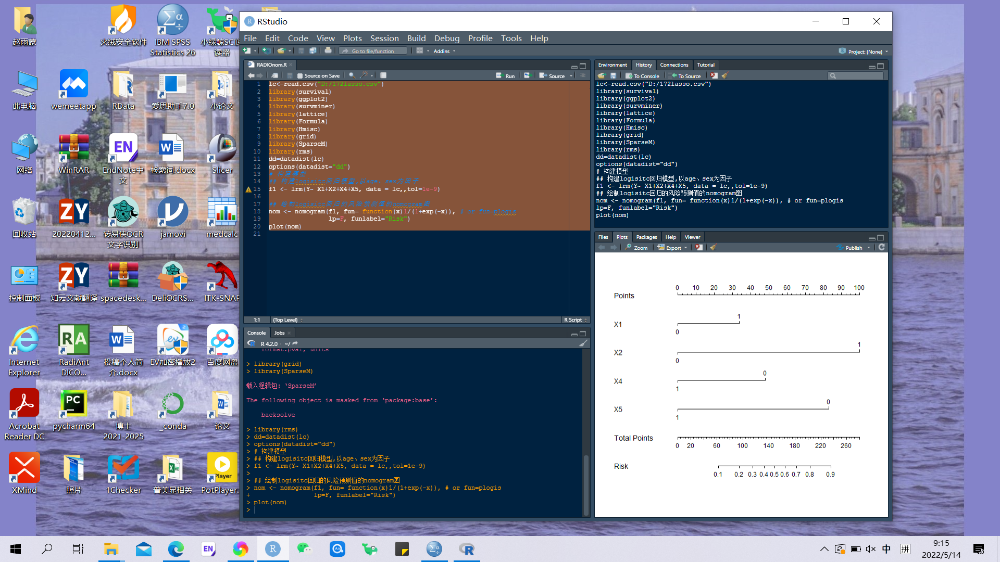 赵雨蒙
火绒安全软件
IBM SPSS
Statistics 26
小绿鲸SCI阅
读器
此电脑
wemeetapp
RData
爱思助手7.0
小论文
网络
WinRAR
EndNote中
文
检索词.docx
Slicer
回收站
20220412...
转易侠OCR
文字识别
jamovi
medcalc
控制面板
知云文献翻译
spacedesk...
DeliOCRS...
ITK-SNAP
Internet
Explorer
RadiAnt
DICO...
投稿个人简
介.docx
EV加密播放2
百度网盘
Acrobat
Reader DC
pycharm64
博士
2021-2025
_conda
论文
XMind
照片
1Checker
普美显相关
PotPlayer.
RStudio
File Edit Code View Plots Session Build Debug Profile Tools Help
Go to file/function
Addins
Project: (None)
RADIOnom.R
Source on Save
Run
Source
1 lc<-read.csv("D:/172lasso.csv")
2 library(survival)
3 library(ggplot2)
4 library(survminer)
5 library(lattice)
6 library(Formula)
7 library(Hmisc)
8 library(grid)
9 library(SparseM)
10 library(rms)
11 dd=datadist(lc)
12 options(datadist="dd")
13 # 构建模型
14 ## 构建logisitc回归模型,以age、sex为因子
15 f1 <- lrm(Y~ X1+X2+X4+X5, data = lc,,tol=1e-9)
16
17 ## 绘制logisitc回归的风险预测值的nomogram图
18 nom <- nomogram(f1, fun= function(x)1/(1+exp(-x)), # or fun=plogis
19 lp=F, funlabel="Risk")
20 plot(nom)
21
1:1 (Top Level) R Script
Console Jobs
R 4.2.0 · ~/
format.pval, units
> library(grid)
> library(SparseM)
载入程辑包: ‘SparseM’
The following object is masked from ‘package:base’:
backsolve
> library(rms)
> dd=datadist(lc)
> options(datadist="dd")
> # 构建模型
> ## 构建logisitc回归模型,以age、sex为因子
> f1 <- lrm(Y~ X1+X2+X4+X5, data = lc,,tol=1e-9)
>
> ## 绘制logisitc回归的风险预测值的nomogram图
> nom <- nomogram(f1, fun= function(x)1/(1+exp(-x)), # or fun=plogis
+ lp=F, funlabel="Risk")
> plot(nom)
>
Environment History Connections Tutorial
To Console To Source
lc<-read.csv("D:/172lasso.csv")
library(survival)
library(ggplot2)
library(survminer)
library(lattice)
library(Formula)
library(Hmisc)
library(grid)
library(SparseM)
library(rms)
dd=datadist(lc)
options(datadist="dd")
# 构建模型
## 构建logisitc回归模型,以age、sex为因子
f1 <- lrm(Y~ X1+X2+X4+X5, data = lc,,tol=1e-9)
## 绘制logisitc回归的风险预测值的nomogram图
nom <- nomogram(f1, fun= function(x)1/(1+exp(-x)), # or fun=plogis
lp=F, funlabel="Risk")
plot(nom)
Files Plots Packages Help Viewer
Zoom Export Publish
0 10 20 30 40 50 60 70 80 90 100
Points
1
X1
0
1
X2
0
0
X4
1
0
X5
1
Total Points
0 20 60 100 140 180 220 260
Risk
0.1 0.2 0.3 0.4 0.5 0.6 0.7 0.8 0.9
中
拼
9:15
2022/5/14